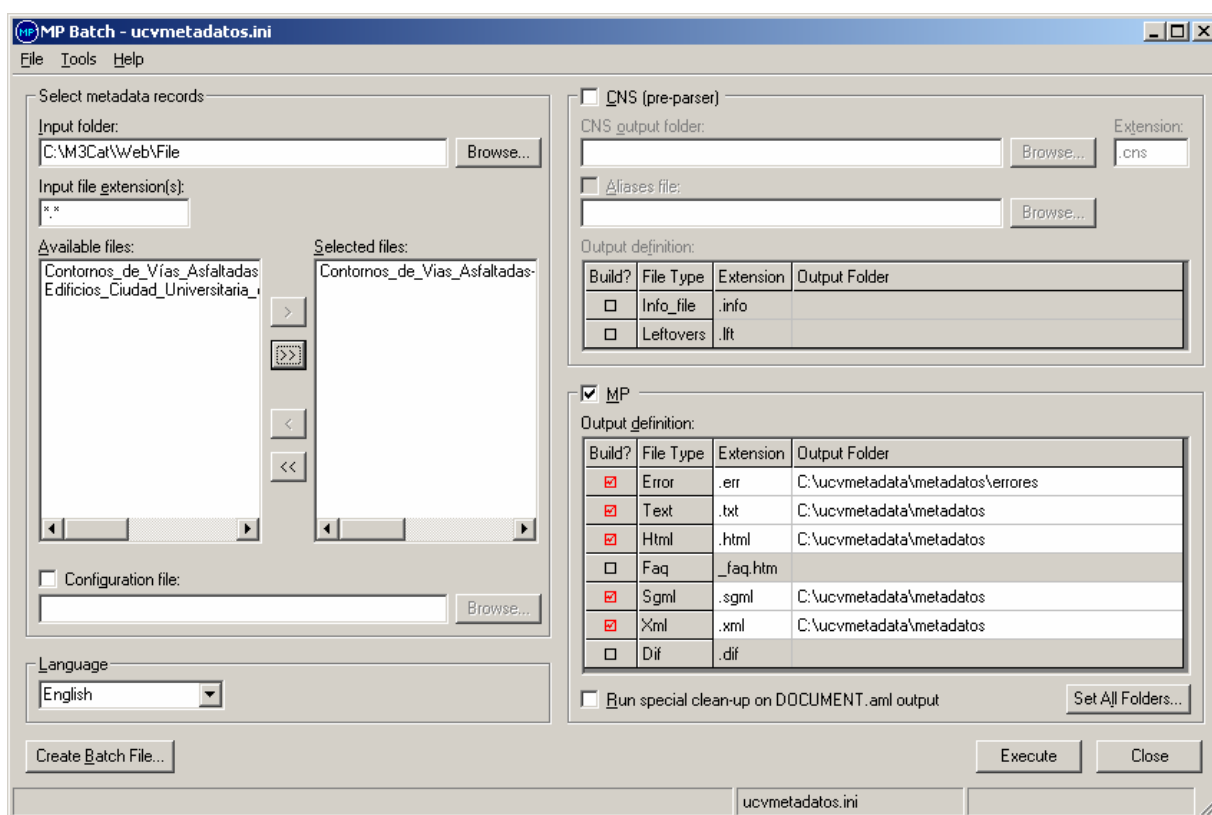 MP Batch - ucvmetadatos.ini
File Tools Help
Select metadata records
Input folder:
C:\M3Cat\Web\File
Browse...
Input file extension(s):
*.*
Available files:
Selected files:
Contornos_de_Vías_Asfaltadas
Edificios_Ciudad_Universitaria_
Contornos_de_Vias_Asfaltadas-
>
>>
<
<<
Configuration file:
Browse...
Language
English
Create Batch File...
CNS (pre-parser)
CNS output folder:
Extension:
Browse...
.cns
Aliases file:
Browse...
Output definition:
Build? File Type Extension Output Folder
Info_file .info
Leftovers .lft
MP
Output definition:
Build? File Type Extension Output Folder
Error .err C:\ucvmetadata\metadatos\errores
Text .txt C:\ucvmetadata\metadatos
Html .html C:\ucvmetadata\metadatos
Faq _faq.htm
Sgml .sgml C:\ucvmetadata\metadatos
Xml .xml C:\ucvmetadata\metadatos
Dif .dif
Run special clean-up on DOCUMENT.aml output
Set All Folders...
Execute
Close
ucvmetadatos.ini